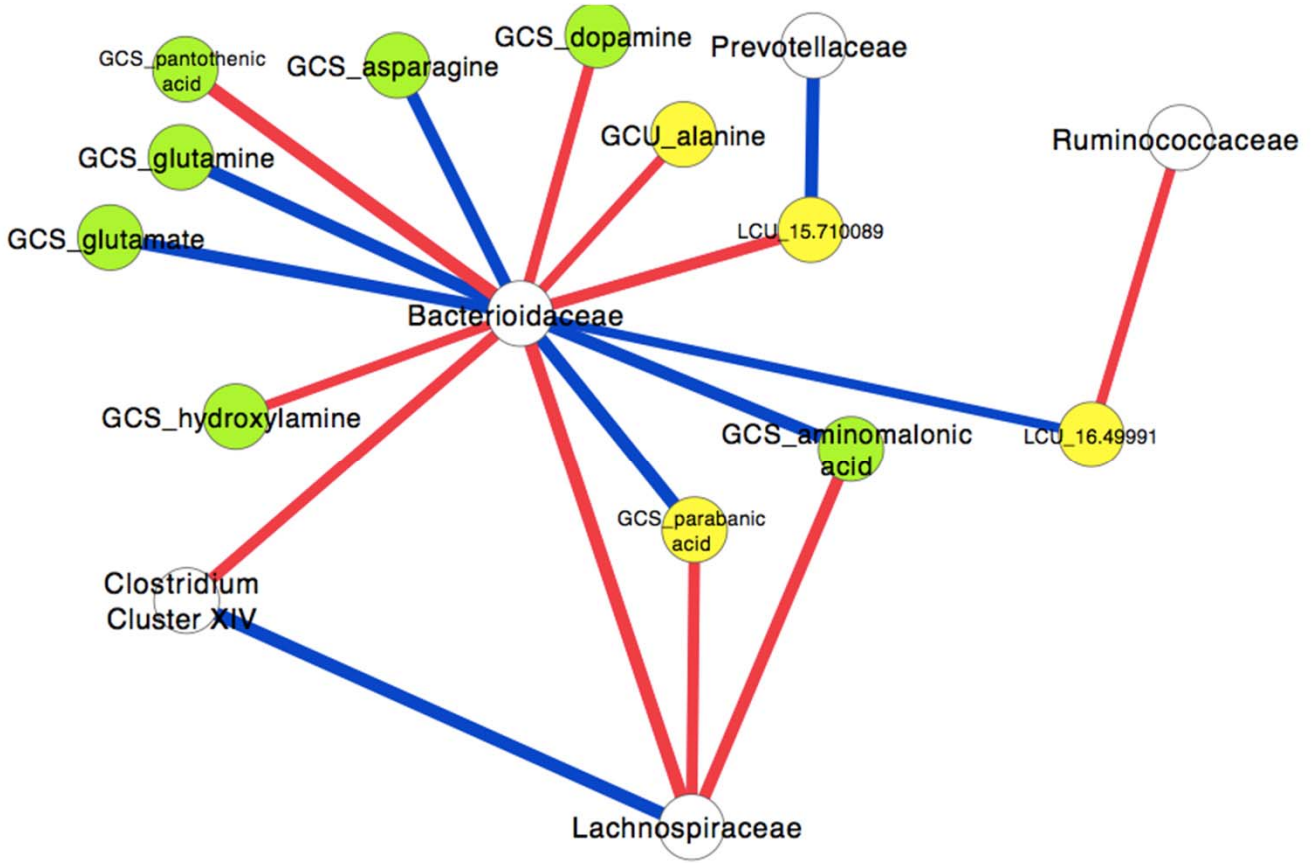 GCS_dopamine
Prevotellaceae
GCS_pantothenic
acid
GCS_asparagine
GCU_alanine
Ruminococcaceae
GCS_glutamine
GCS_glutamate
LCU_15.710089
Bacterioidaceae
GCS_hydroxylamine
GCS_aminomalonic
acid
LCU_16.49991
GCS_parabanic
acid
Clostridium
Cluster XIV
Lachnospiraceae